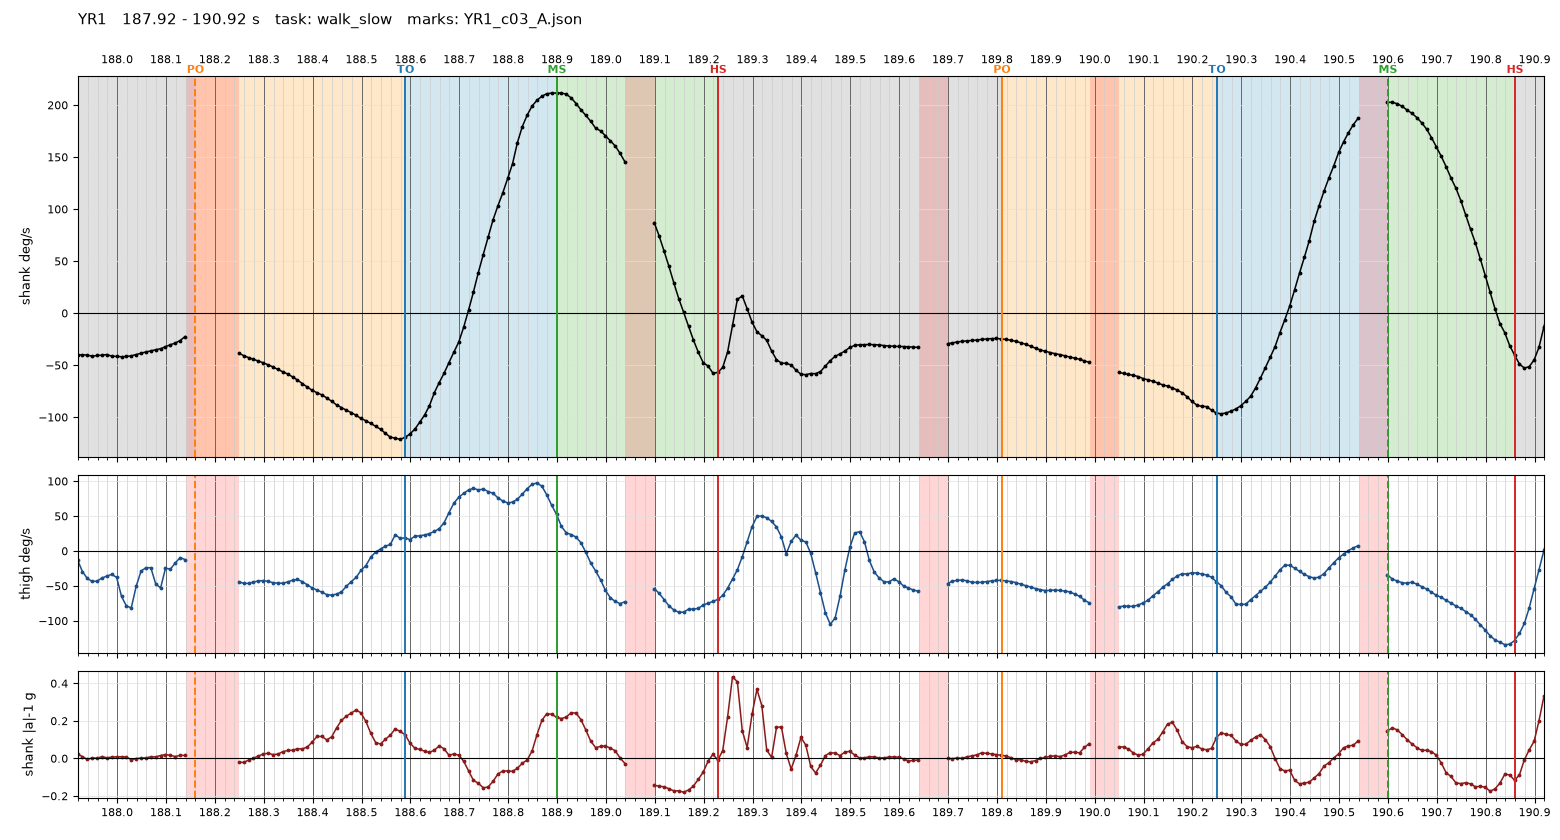 YR1 187.92 - 190.92 s task: walk_slow marks: YR1_c03_A.json
188.0 188.1 188.2 188.3 188.4 188.5 188.6 188.7 188.8 188.9 189.0 189.1 189.2 189.3 189.4 189.5 189.6 189.7 189.8 189.9 190.0 190.1 190.2 190.3 190.4 190.5 190.6 190.7 190.8 190.9
PO TO MS HS PO TO MS HS
200
150
100
50
0
−50
−100
shank deg/s
100
50
0
−50
−100
thigh deg/s
0.4
0.2
0.0
−0.2
shank |a|-1 g
188.0 188.1 188.2 188.3 188.4 188.5 188.6 188.7 188.8 188.9 189.0 189.1 189.2 189.3 189.4 189.5 189.6 189.7 189.8 189.9 190.0 190.1 190.2 190.3 190.4 190.5 190.6 190.7 190.8 190.9